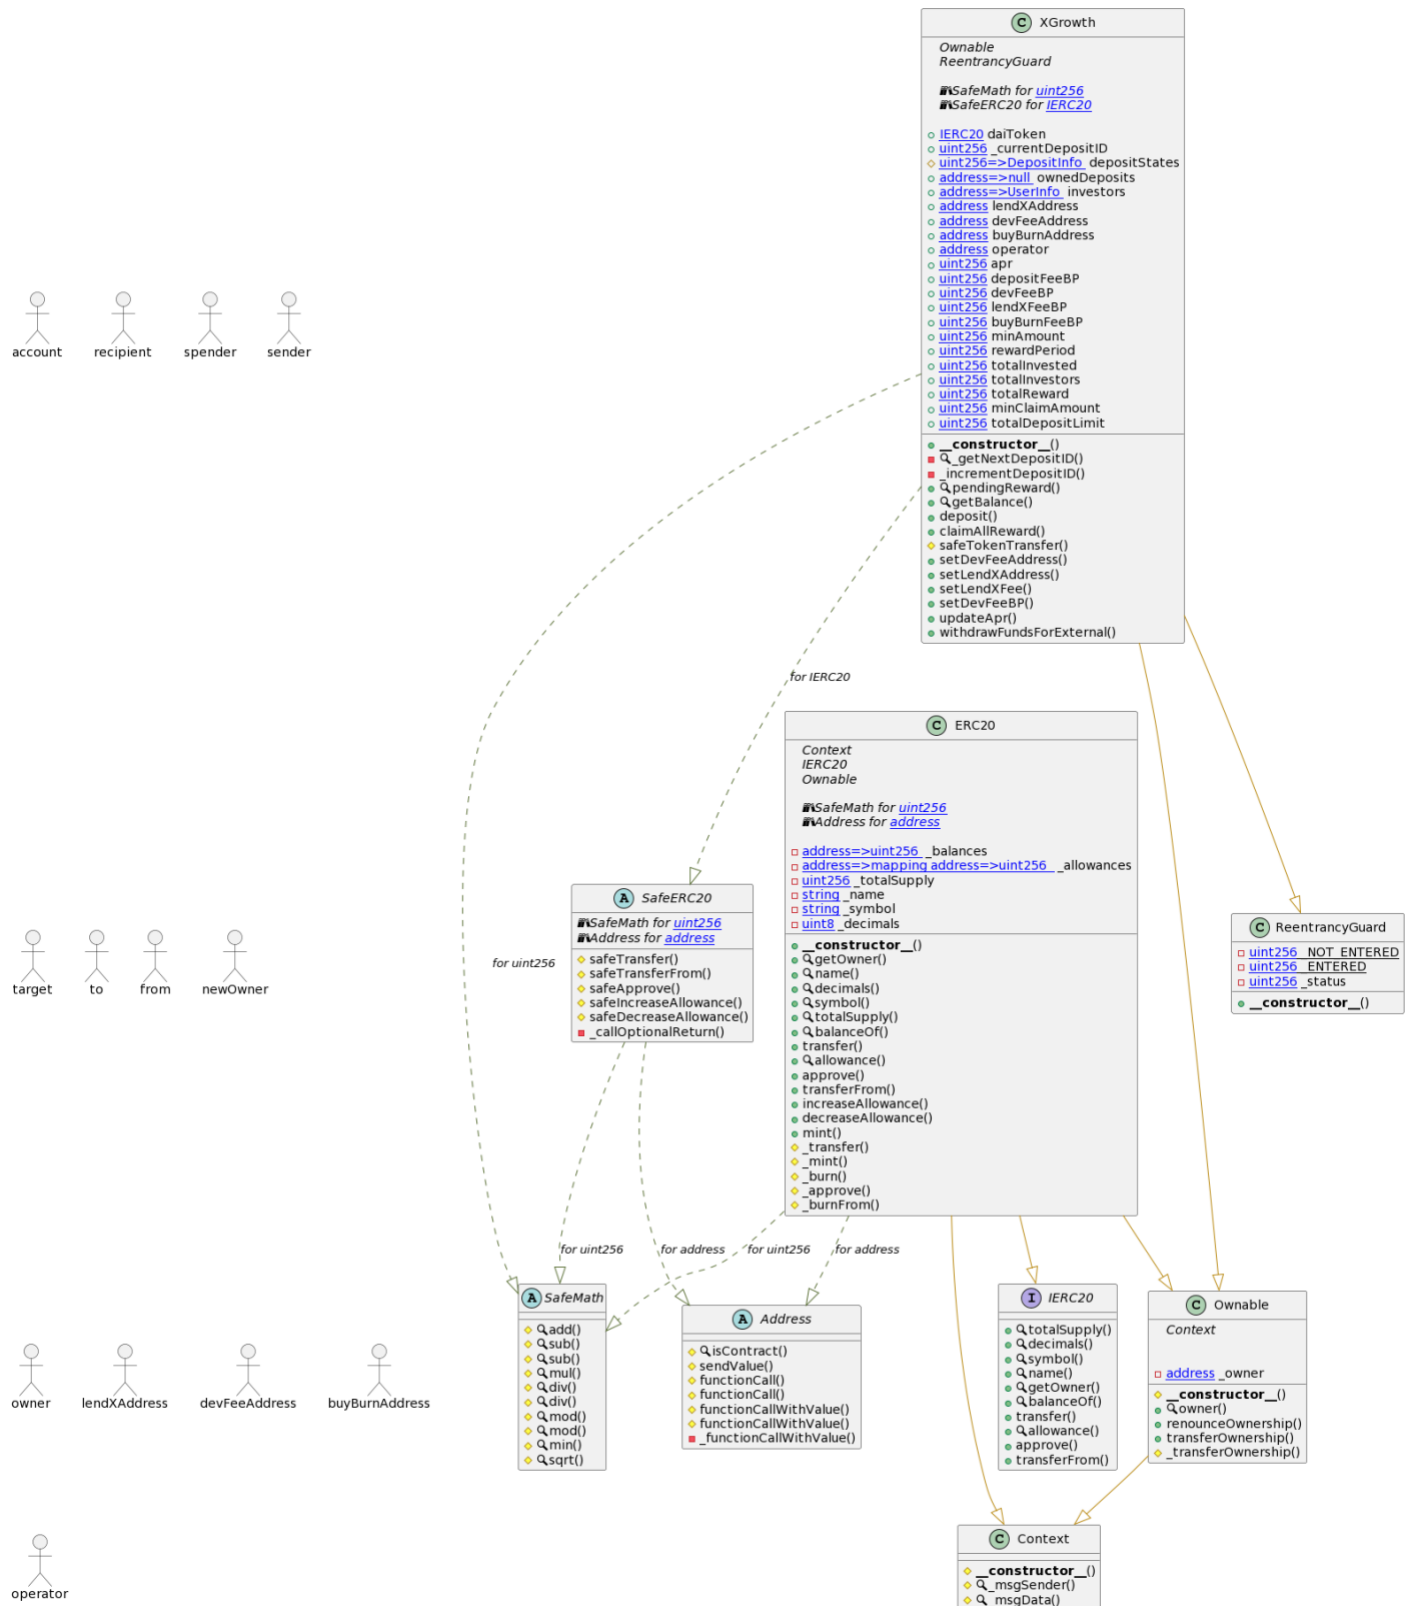 C XGrowth
Ownable
ReentrancyGuard
SafeMath for uint256
SafeERC20 for IERC20
IERC20 daiToken
uint256 _currentDepositID
uint256=>DepositInfo depositStates
address=>null ownedDeposits
address=>UserInfo investors
address lendXAddress
address devFeeAddress
address buyBurnAddress
address operator
uint256 apr
uint256 depositFeeBP
uint256 devFeeBP
uint256 lendXFeeBP
uint256 buyBurnFeeBP
uint256 minAmount
uint256 rewardPeriod
uint256 totalInvested
uint256 totalInvestors
uint256 totalReward
uint256 minClaimAmount
uint256 totalDepositLimit
__constructor__()
_getNextDepositID()
_incrementDepositID()
pendingReward()
getBalance()
deposit()
claimAllReward()
safeTokenTransfer()
setDevFeeAddress()
setLendXAddress()
setLendXFee()
setDevFeeBP()
updateApr()
withdrawFundsForExternal()
account
recipient
spender
sender
for IERC20
C ERC20
Context
IERC20
Ownable
SafeMath for uint256
Address for address
address=>uint256 _balances
address=>mapping address=>uint256 _allowances
uint256 _totalSupply
string _name
string _symbol
uint8 _decimals
__constructor__()
getOwner()
name()
decimals()
symbol()
totalSupply()
balanceOf()
transfer()
allowance()
approve()
transferFrom()
increaseAllowance()
decreaseAllowance()
mint()
_transfer()
_mint()
_burn()
_approve()
_burnFrom()
A SafeERC20
SafeMath for uint256
Address for address
safeTransfer()
safeTransferFrom()
safeApprove()
safeIncreaseAllowance()
safeDecreaseAllowance()
_callOptionalReturn()
C ReentrancyGuard
uint256 _NOT_ENTERED
uint256 _ENTERED
uint256 _status
__constructor__()
target
to
from
newOwner
for uint256
for uint256
for address
for uint256
for address
A SafeMath
add()
sub()
sub()
mul()
div()
div()
mod()
mod()
min()
sqrt()
A Address
isContract()
sendValue()
functionCall()
functionCall()
functionCallWithValue()
functionCallWithValue()
_functionCallWithValue()
I IERC20
totalSupply()
decimals()
symbol()
name()
getOwner()
balanceOf()
transfer()
allowance()
approve()
transferFrom()
C Ownable
Context
address _owner
__constructor__()
owner()
renounceOwnership()
transferOwnership()
_transferOwnership()
owner
lendXAddress
devFeeAddress
buyBurnAddress
C Context
__constructor__()
_msgSender()
_msgData()
operator